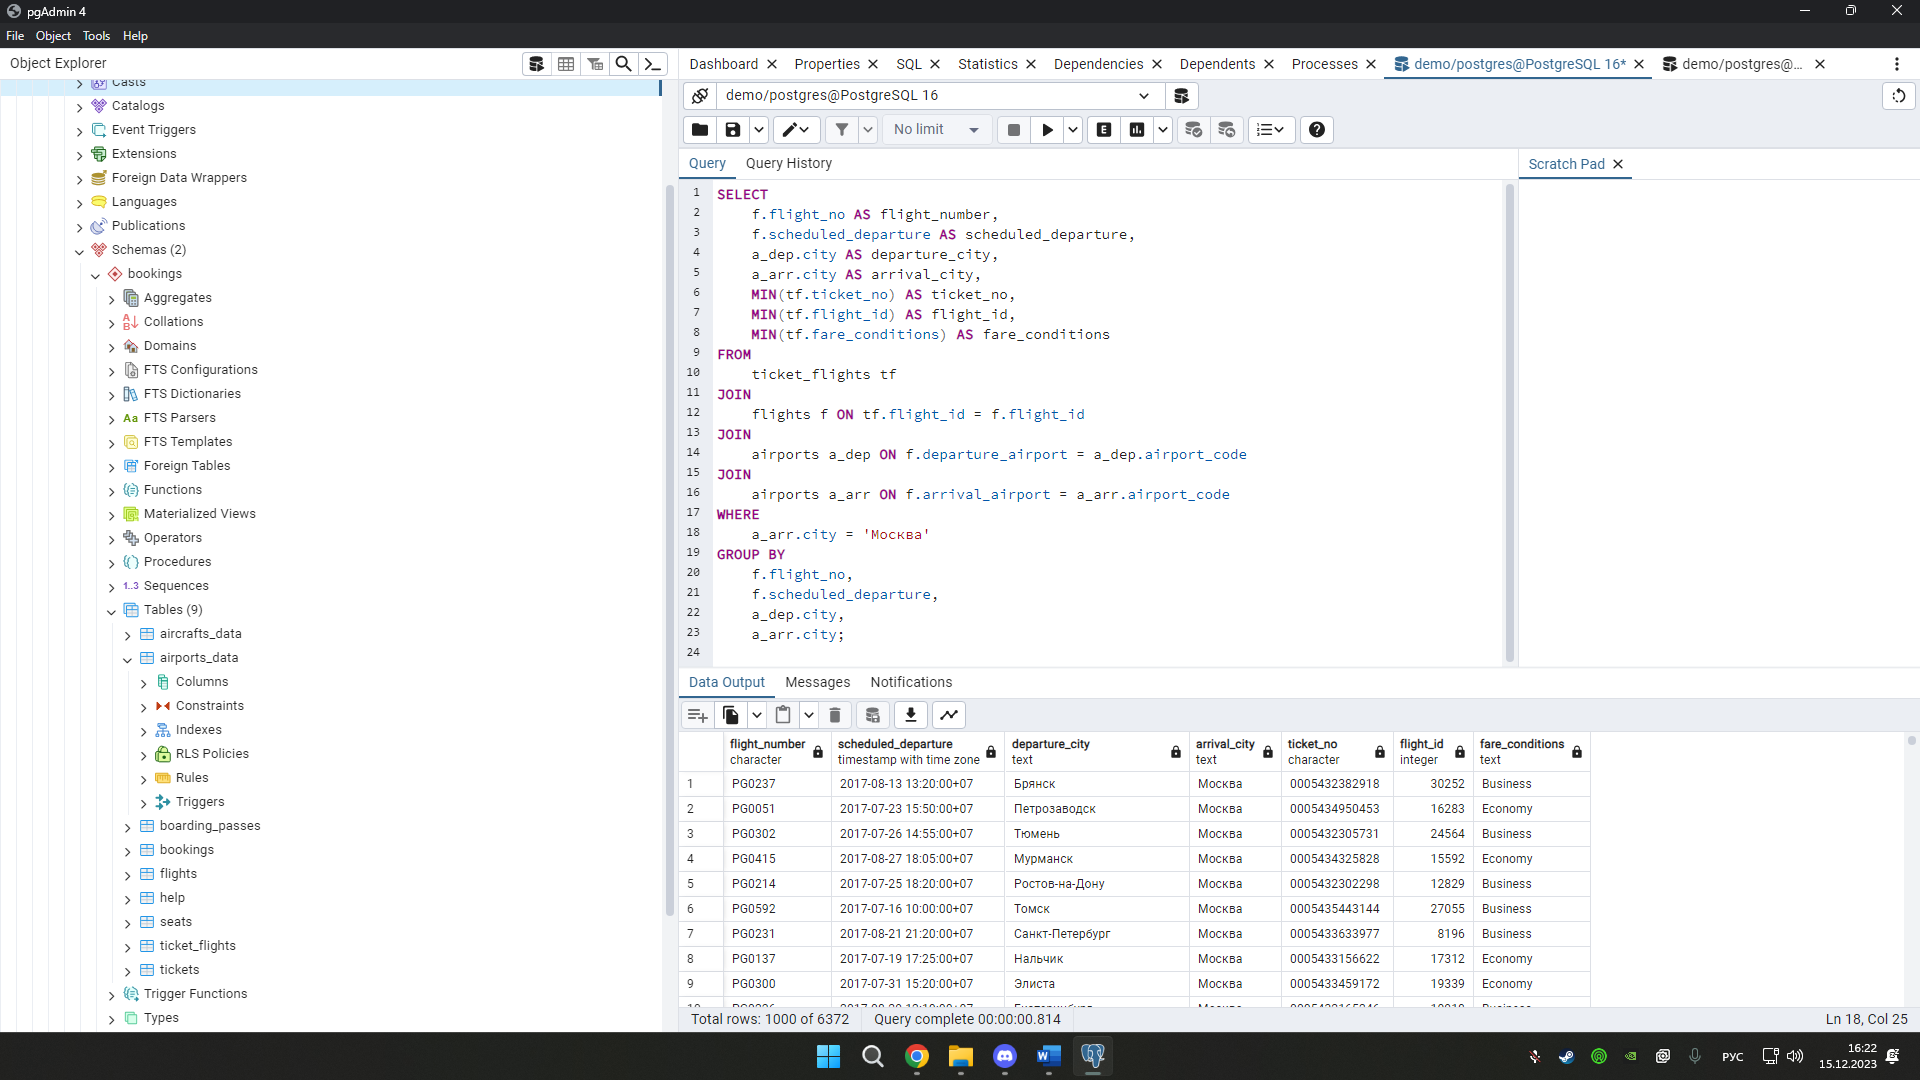 pgAdmin 4
File Object Tools Help
Object Explorer
Casts
Catalogs
Event Triggers
Extensions
Foreign Data Wrappers
Languages
Publications
Schemas (2)
bookings
Aggregates
Collations
Domains
FTS Configurations
FTS Dictionaries
Aa FTS Parsers
FTS Templates
Foreign Tables
Functions
Materialized Views
Operators
Procedures
1..3 Sequences
Tables (9)
aircrafts_data
airports_data
Columns
Constraints
Indexes
RLS Policies
Rules
Triggers
boarding_passes
bookings
flights
help
seats
ticket_flights
tickets
Trigger Functions
Types
Dashboard Properties SQL Statistics Dependencies Dependents Processes demo/postgres@PostgreSQL 16* demo/postgres@...
demo/postgres@PostgreSQL 16
No limit E
Query Query History
Scratch Pad
1 SELECT
2 f.flight_no AS flight_number,
3 f.scheduled_departure AS scheduled_departure,
4 a_dep.city AS departure_city,
5 a_arr.city AS arrival_city,
6 MIN(tf.ticket_no) AS ticket_no,
7 MIN(tf.flight_id) AS flight_id,
8 MIN(tf.fare_conditions) AS fare_conditions
9 FROM
10 ticket_flights tf
11 JOIN
12 flights f ON tf.flight_id = f.flight_id
13 JOIN
14 airports a_dep ON f.departure_airport = a_dep.airport_code
15 JOIN
16 airports a_arr ON f.arrival_airport = a_arr.airport_code
17 WHERE
18 a_arr.city = 'Москва'
19 GROUP BY
20 f.flight_no,
21 f.scheduled_departure,
22 a_dep.city,
23 a_arr.city;
24
Data Output Messages Notifications
flight_number scheduled_departure departure_city arrival_city ticket_no flight_id fare_conditions
character timestamp with time zone text text character integer text
1 PG0237 2017-08-13 13:20:00+07 Брянск Москва 0005432382918 30252 Business
2 PG0051 2017-07-23 15:50:00+07 Петрозаводск Москва 0005434950453 16283 Economy
3 PG0302 2017-07-26 14:55:00+07 Тюмень Москва 0005432305731 24564 Business
4 PG0415 2017-08-27 18:05:00+07 Мурманск Москва 0005434325828 15592 Economy
5 PG0214 2017-07-25 18:20:00+07 Ростов-на-Дону Москва 0005432302298 12829 Business
6 PG0592 2017-07-16 10:00:00+07 Томск Москва 0005435443144 27055 Business
7 PG0231 2017-08-21 21:20:00+07 Санкт-Петербург Москва 0005433633977 8196 Business
8 PG0137 2017-07-19 17:25:00+07 Нальчик Москва 0005433156622 17312 Economy
9 PG0300 2017-07-31 15:20:00+07 Элиста Москва 0005433459172 19339 Economy
Total rows: 1000 of 6372 Query complete 00:00:00.814 Ln 18, Col 25
РУС
16:22
15.12.2023